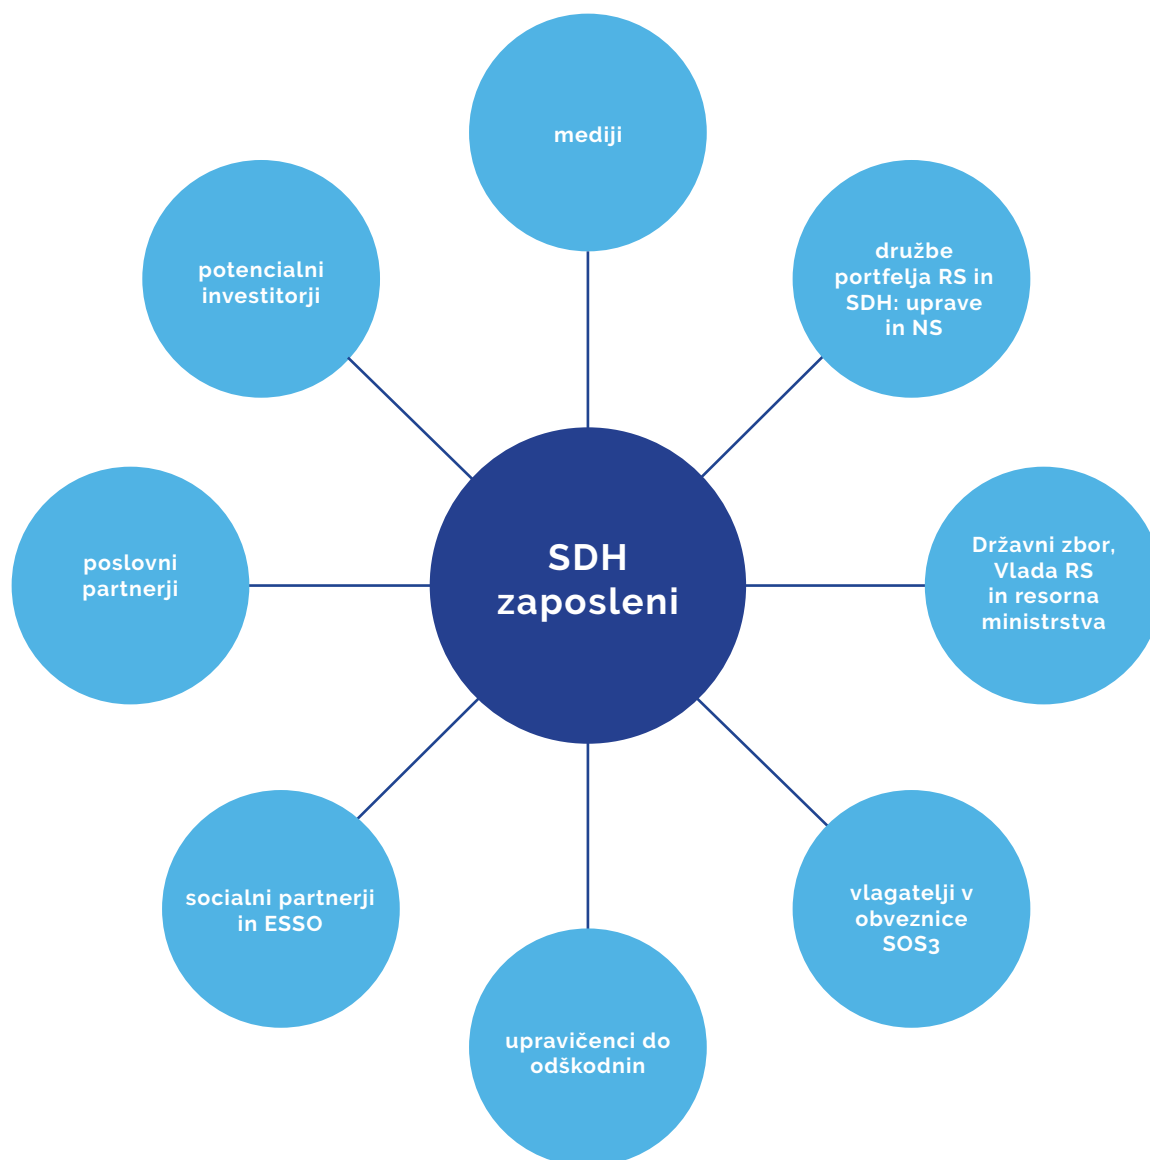 mediji
potencialni
investitorji
družbe
portfelja RS in
SDH: uprave
in NS
SDH
zaposleni
poslovni
partnerji
Državni zbor,
Vlada RS
in resorna
ministrstva
socialni partnerji
in ESSO
vlagatelji v
obveznice
SOS3
upravičenci do
odškodnin